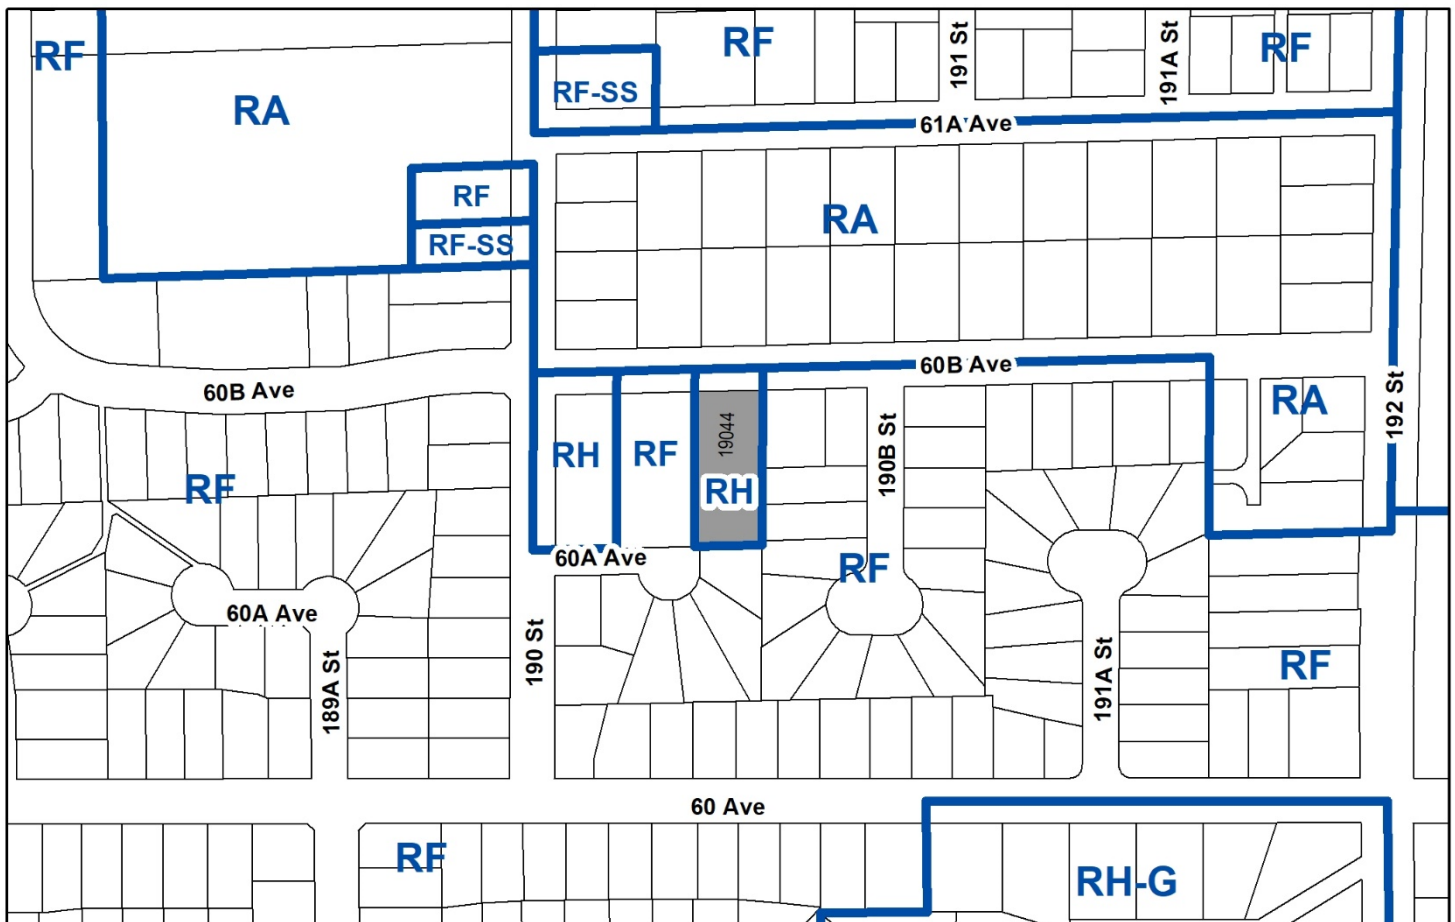 RF
RA
RF-SS
RF
191 St
191A St
RF
61A Ave
RF
RF-SS
RA
60B Ave
60B Ave
RH
RF
19044
RH
190B St
RA
192 St
RF
60A Ave
RF
60A Ave
189A St
190 St
191A St
RF
60 Ave
RF
RH-G